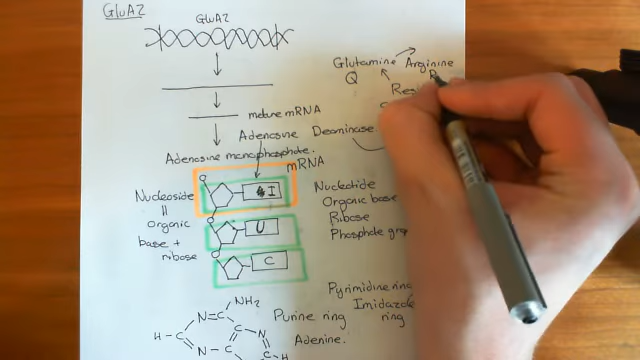 GluA2
GluA2
Glutamine Arginine
Q R
mature mRNA
Adenosine Deaminase.
Adenosine monophosphate.
mRNA
Nucleoside
=
organic
base +
ribose
I
U
C
Nucleotide
Organic base
Ribose
Phosphate
Pyrimidine ring
Imidazole
ring
Purine ring
Adenine.
NH2
N=C
C
N
H-C
N-C
C
H